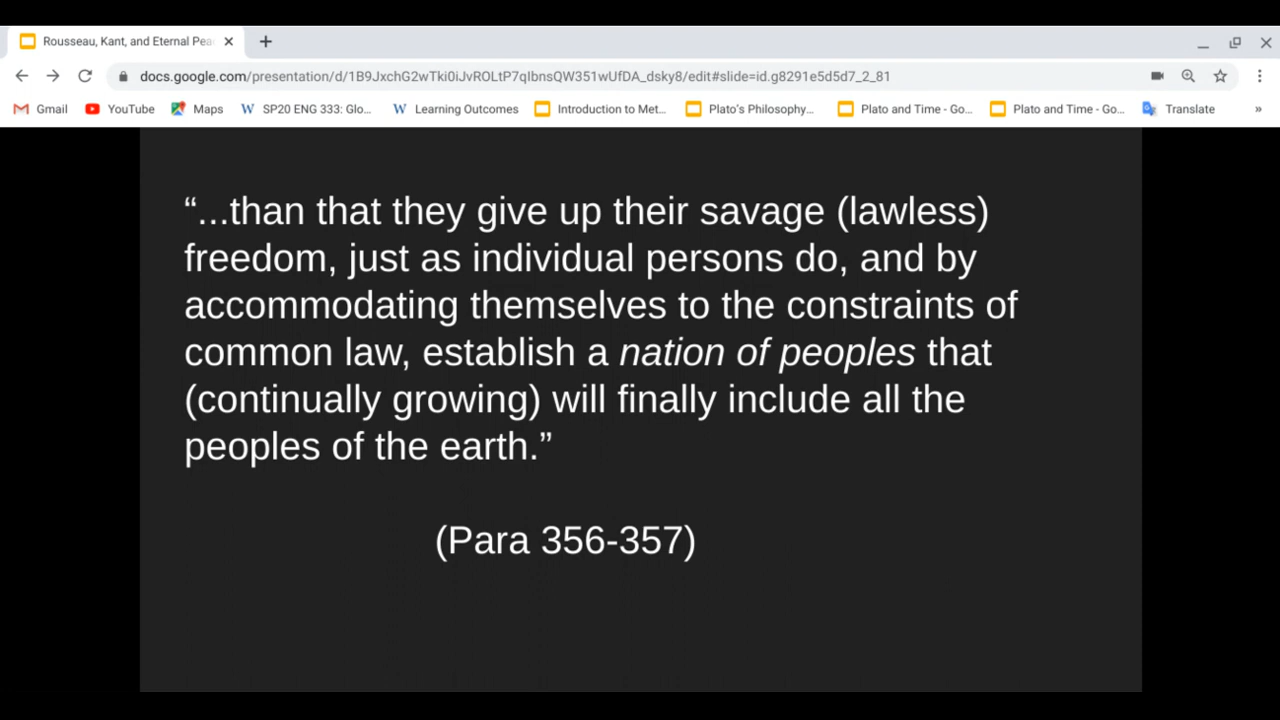 Rousseau, Kant, and Eternal Pea
docs.google.com/presentation/d/1B9JxchG2wTki0iJvROLtP7qIbnsQW351wUfDA_dsky8/edit#slide=id.g8291e5d5d7_2_81
Gmail YouTube Maps SP20 ENG 333: Glo... Learning Outcomes Introduction to Met... Plato's Philosophy... Plato and Time - Go... Plato and Time - Go... Translate »
“...than that they give up their savage (lawless)
freedom, just as individual persons do, and by
accommodating themselves to the constraints of
common law, establish a nation of peoples that
(continually growing) will finally include all the
peoples of the earth.”
(Para 356-357)